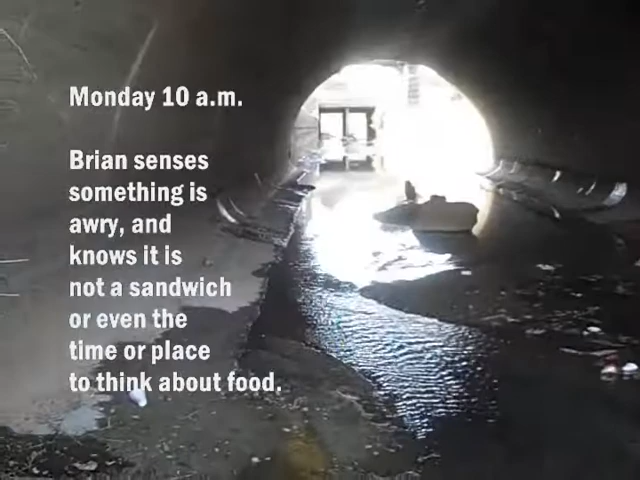 Monday 10 a.m.
Brian senses
something is
awry, and
knows it is
not a sandwich
or even the
time or place
to think about food.